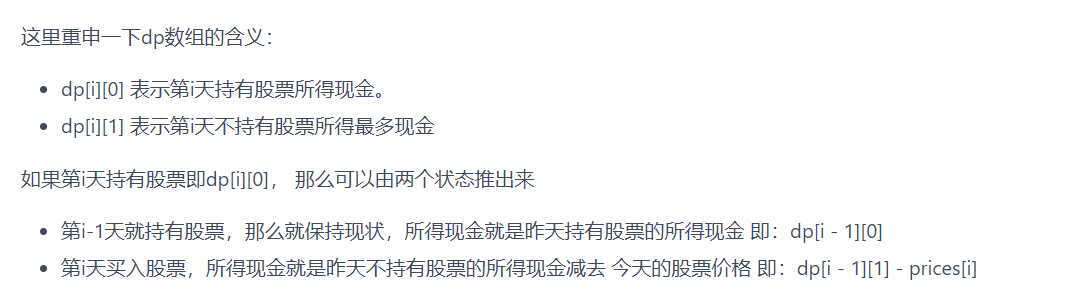 这里重申一下dp数组的含义：
dp[i][0] 表示第i天持有股票所得现金。
dp[i][1] 表示第i天不持有股票所得最多现金
如果第i天持有股票即dp[i][0]， 那么可以由两个状态推出来
第i-1天就持有股票，那么就保持现状，所得现金就是昨天持有股票的所得现金 即：dp[i - 1][0]
第i天买入股票，所得现金就是昨天不持有股票的所得现金减去 今天的股票价格 即：dp[i - 1][1] - prices[i]